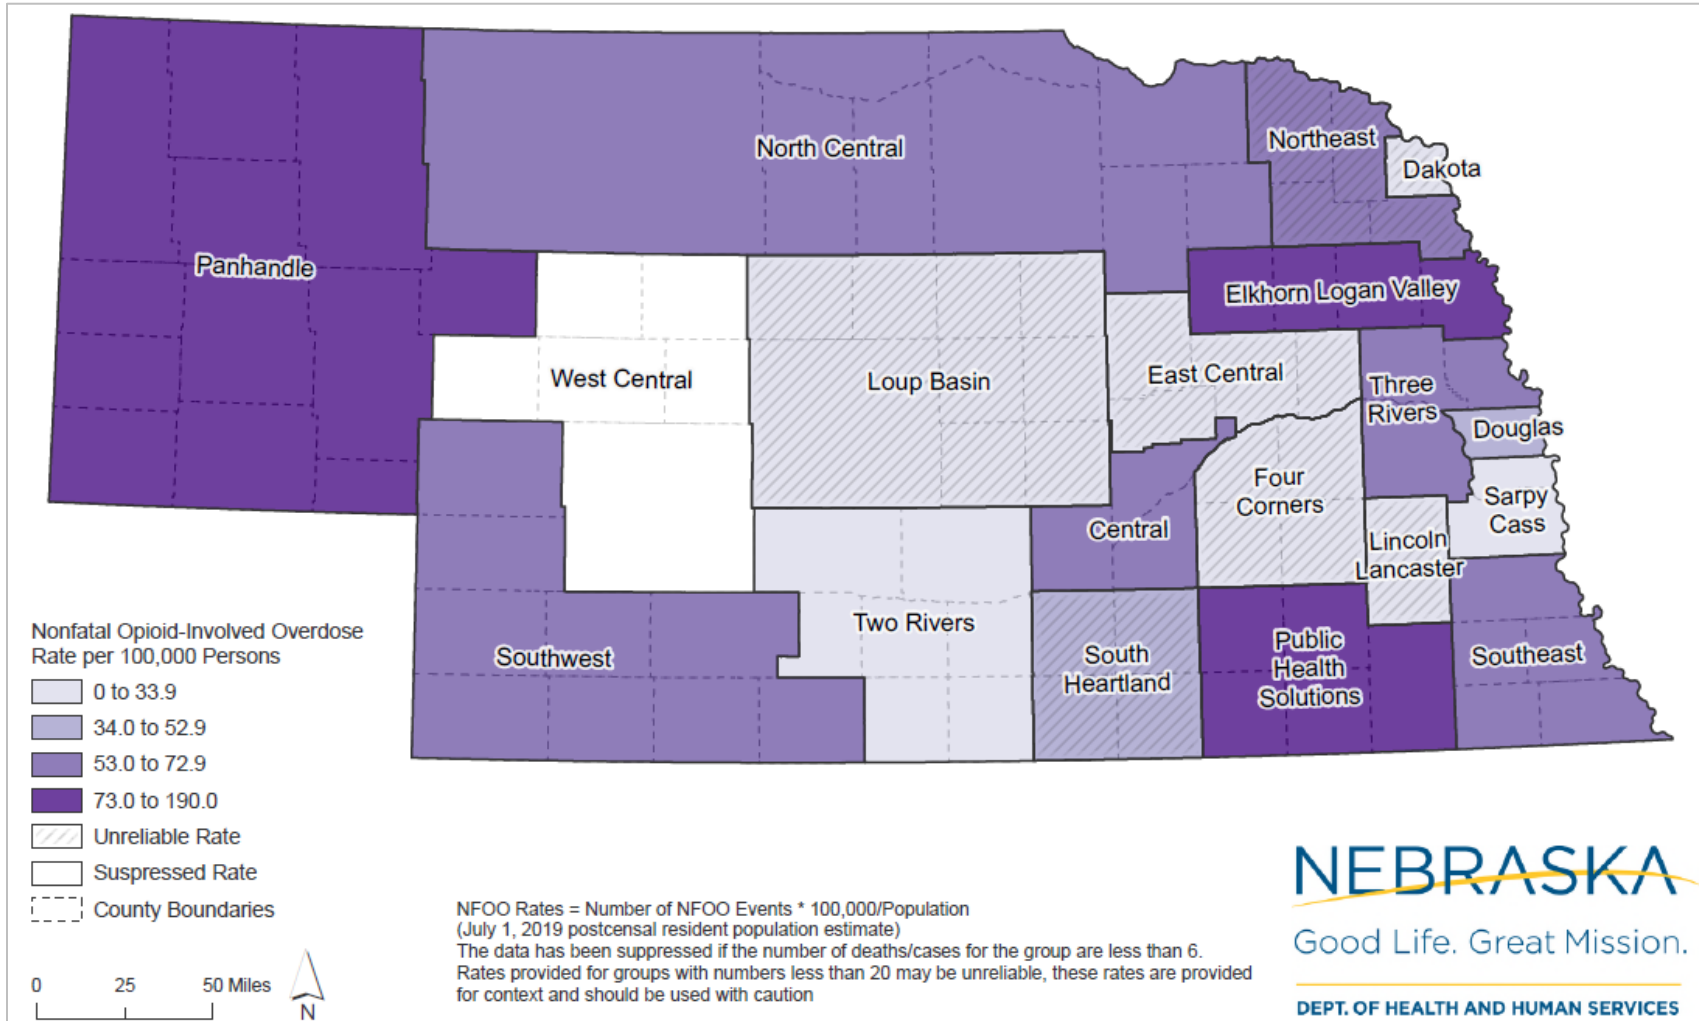 North Central
Northeast
Dakota
Panhandle
Elkhorn Logan Valley
West Central
Loup Basin
East Central
Three
Rivers
Douglas
Four
Corners
Sarpy
Cass
Central
Lincoln
Lancaster
Two Rivers
Southwest
South
Heartland
Public
Health
Solutions
Southeast
Nonfatal Opioid-Involved Overdose
Rate per 100,000 Persons
0 to 33.9
34.0 to 52.9
53.0 to 72.9
73.0 to 190.0
Unreliable Rate
Suspressed Rate
County Boundaries
0 25 50 Miles
N
NFOO Rates = Number of NFOO Events * 100,000/Population
(July 1, 2019 postcensal resident population estimate)
The data has been suppressed if the number of deaths/cases for the group are less than 6.
Rates provided for groups with numbers less than 20 may be unreliable, these rates are provided
for context and should be used with caution
NEBRASKA
Good Life. Great Mission.
DEPT. OF HEALTH AND HUMAN SERVICES